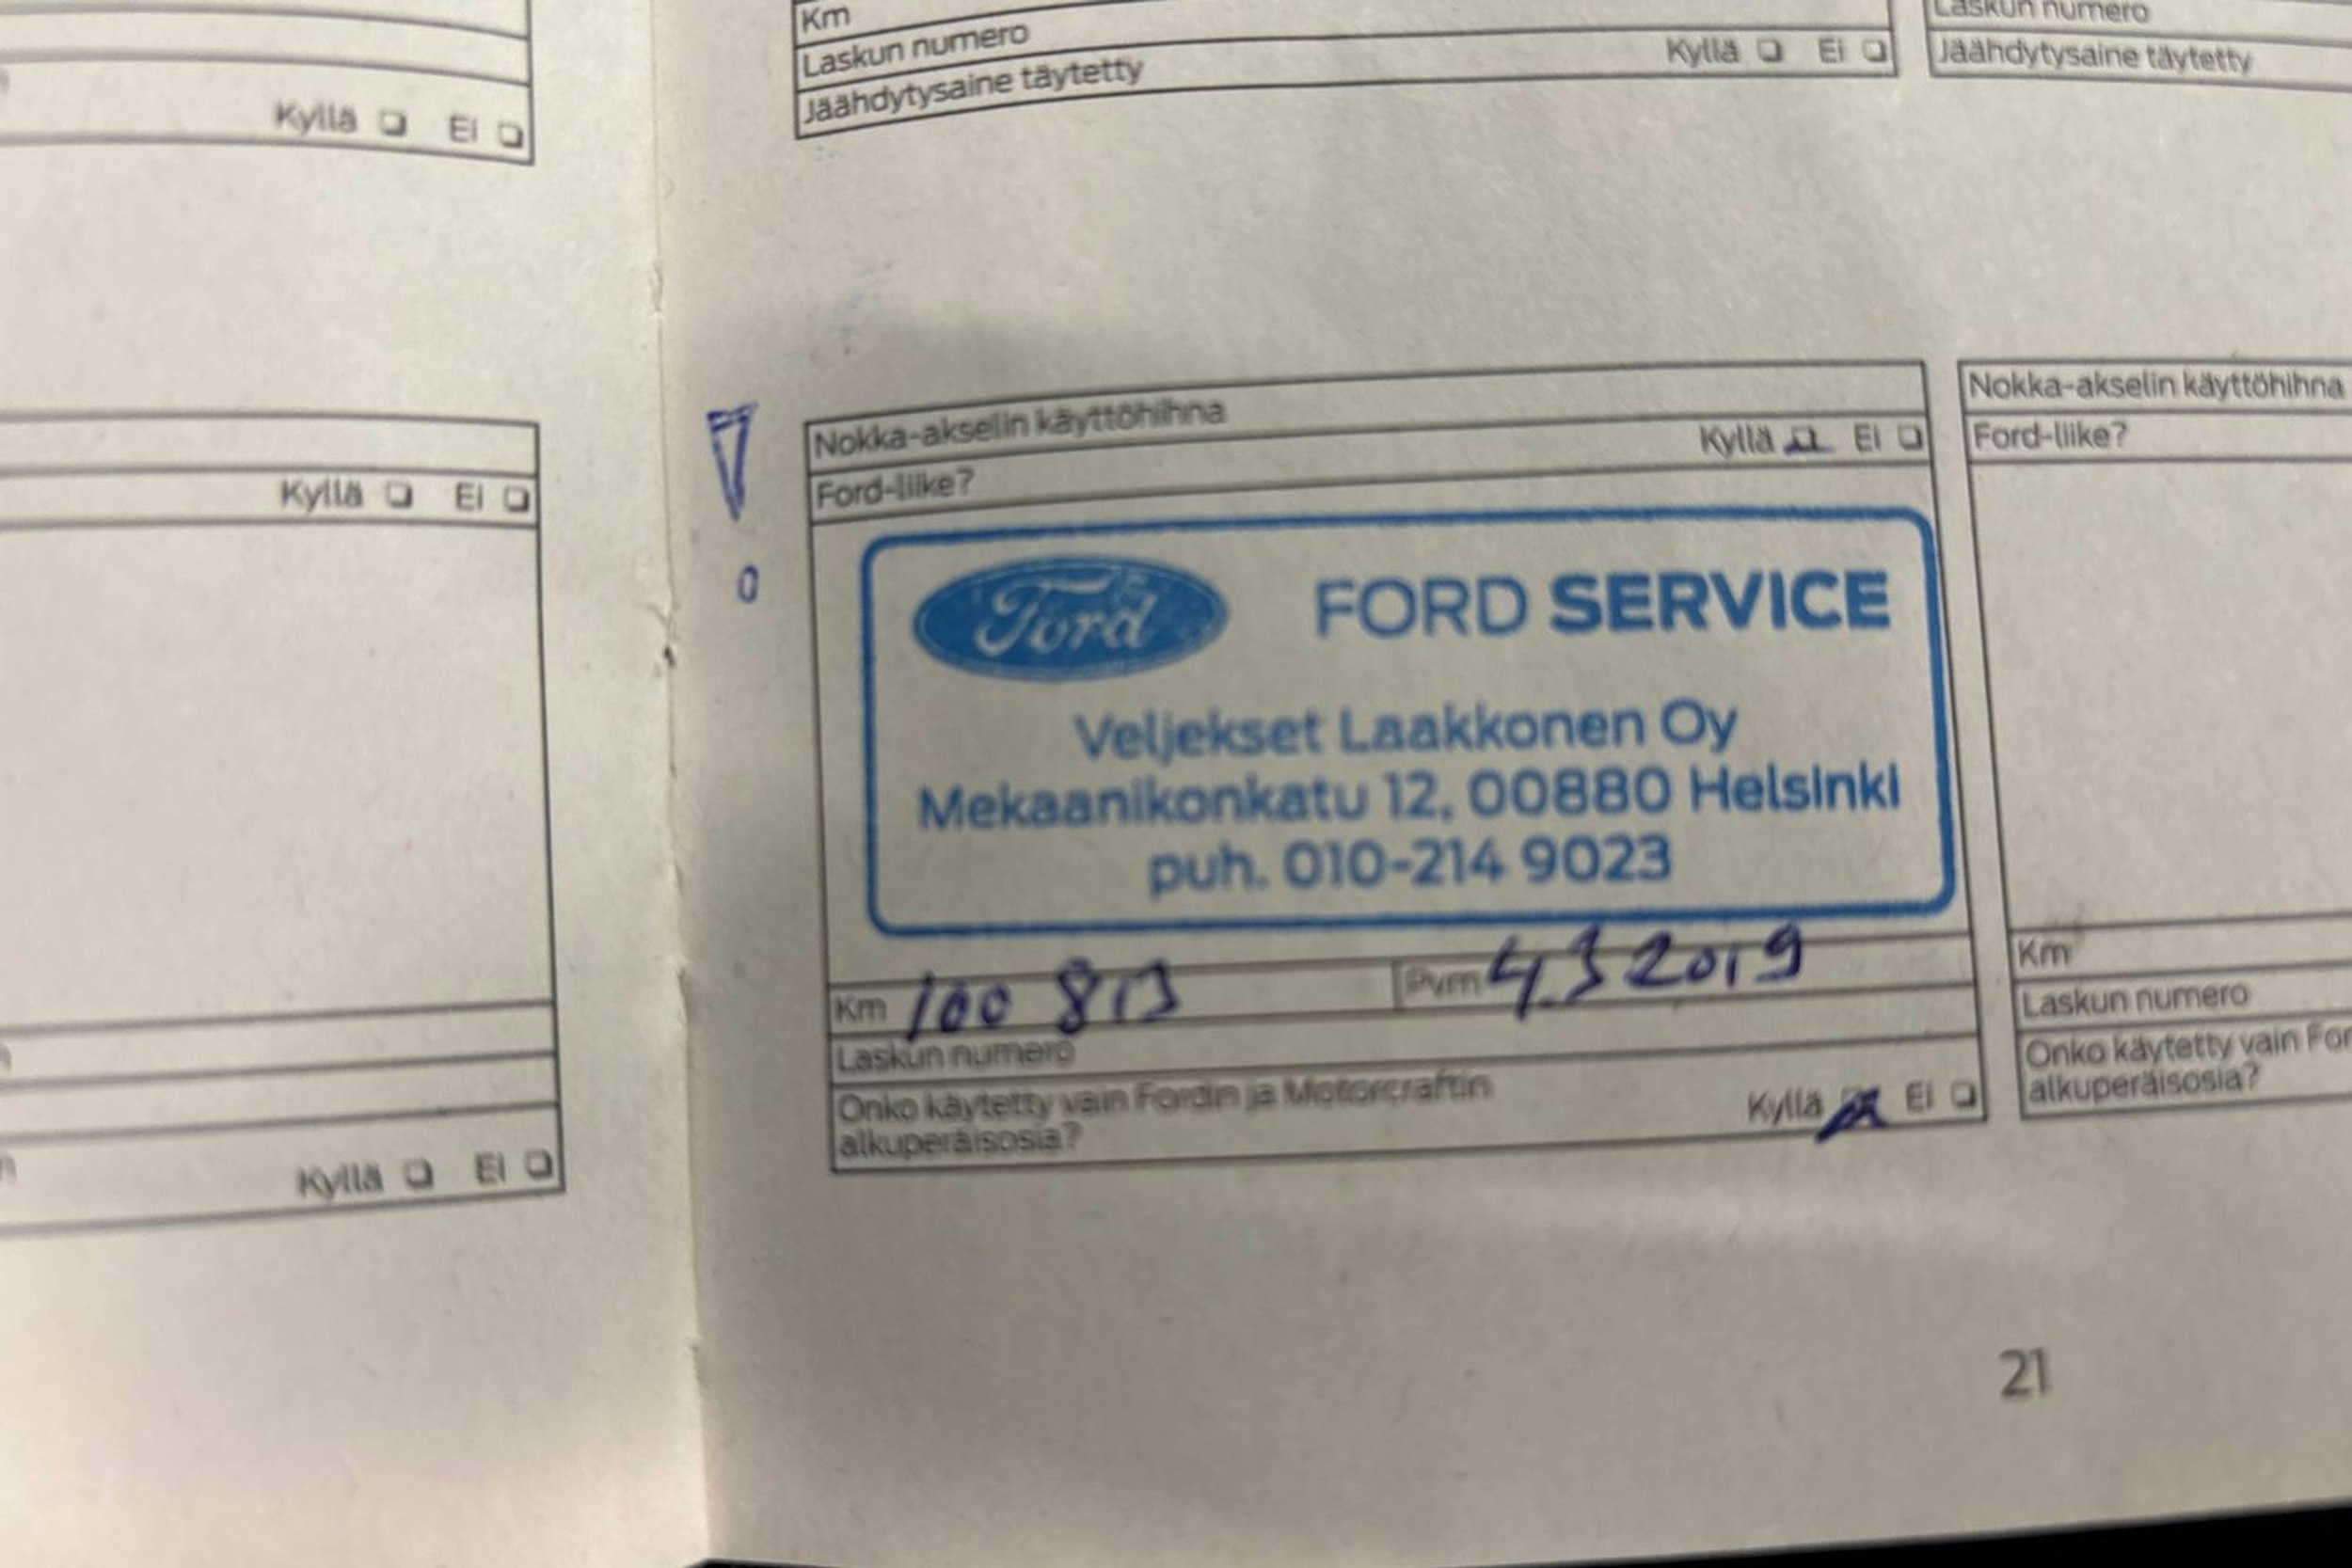 Kyllä Ei
Kyllä Ei
Kyllä Ei
Km
Laskun numero
Jäähdytysaine täytetty Kyllä Ei
Laskun numero
Jäähdytysaine täytetty
!
Nokka-akselin käyttöhihna
Ford-liike? Kyllä Ei
Ford FORD SERVICE
Veljekset Laakkonen Oy
Mekaanikonkatu 12, 00880 Helsinki
puh. 010-214 9023
Km 100 813 Pvm 4.3 2019
Laskun numero
Onko käytetty vain Fordin ja Motorcraftin
alkuperäisosia? Kyllä Ei
Nokka-akselin käyttöhihna
Ford-liike?
Km
Laskun numero
Onko käytetty vain
alkuperäisosia?
21